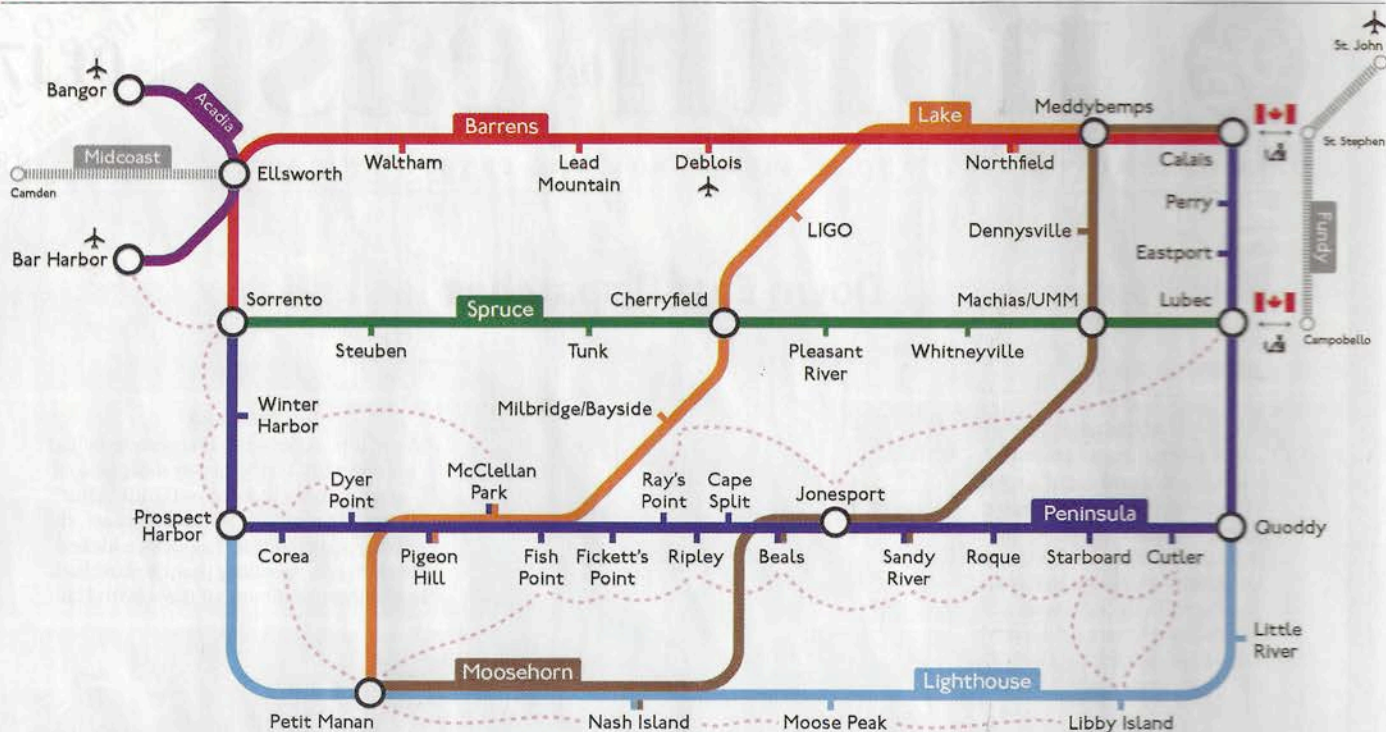 St. John
Bangor
Acadia
Meddybemps
Barrens
Lake
Midcoast
Camden
Ellsworth
Waltham
Lead
Mountain
Deblois
Northfield
Calais
St. Stephen
Perry
LIGO
Dennysville
Fundy
Eastport
Bar Harbor
Sorrento
Spruce
Cherryfield
Machias/UMM
Lubec
Steuben
Tunk
Pleasant
River
Whitneyville
Campobello
Winter
Harbor
Milbridge/Bayside
Dyer
Point
McClellan
Park
Ray's
Point
Cape
Split
Jonesport
Peninsula
Prospect
Harbor
Quoddy
Corea
Pigeon
Hill
Fish
Point
Fickett's
Point
Ripley
Beals
Sandy
River
Roque
Starboard
Cutler
Little
River
Moosehorn
Lighthouse
Petit Manan
Nash Island
Moose Peak
Libby Island